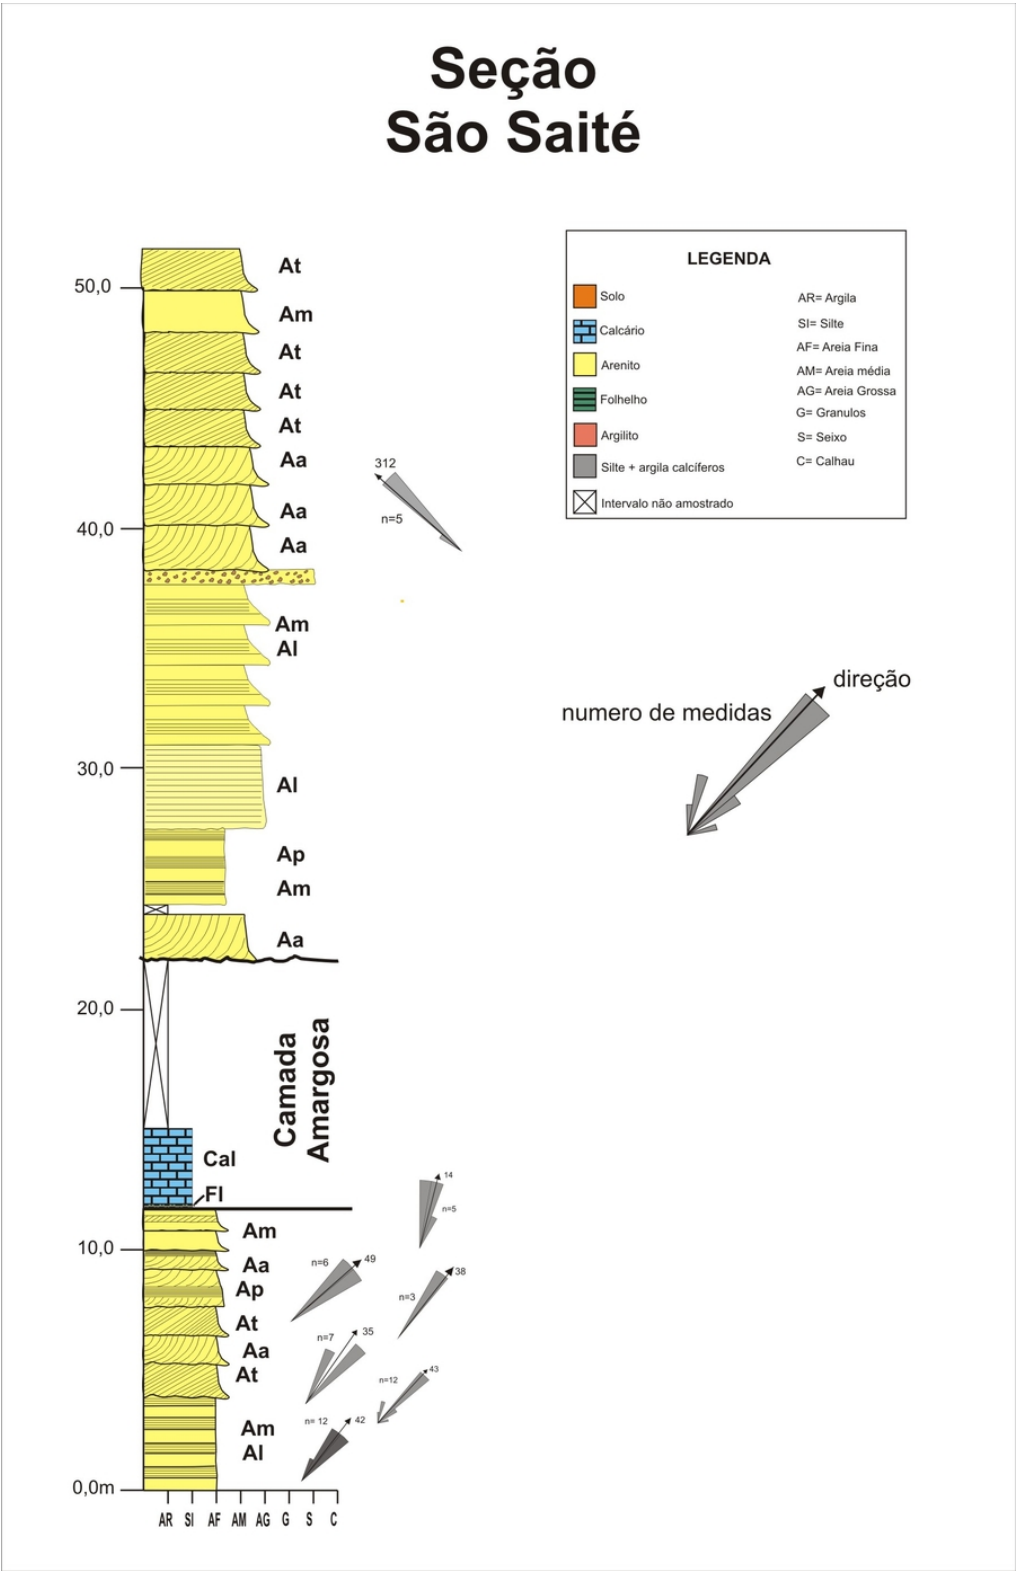 Seção
São Saité
LEGENDA
Solo
Calcário
Arenito
Folhelho
Argilito
Silte + argila calcíferos
Intervalo não amostrado
AR= Argila
SI= Silte
AF= Areia Fina
AM= Areia média
AG= Areia Grossa
G= Granulos
S= Seixo
C= Calhau
50,0
At
Am
At
At
At
Aa
312
n=5
Aa
40,0
Aa
Am
Al
direção
numero de medidas
30,0
Al
Ap
Am
Aa
20,0
Camada
Amargosa
Cal
Fl
14
n=5
Am
10,0
Aa
n=6
49
38
Ap
n=3
At
n=7
35
Aa
At
n=12
43
Am
n= 12
42
Al
0,0m
AR SI AF AM AG G S C